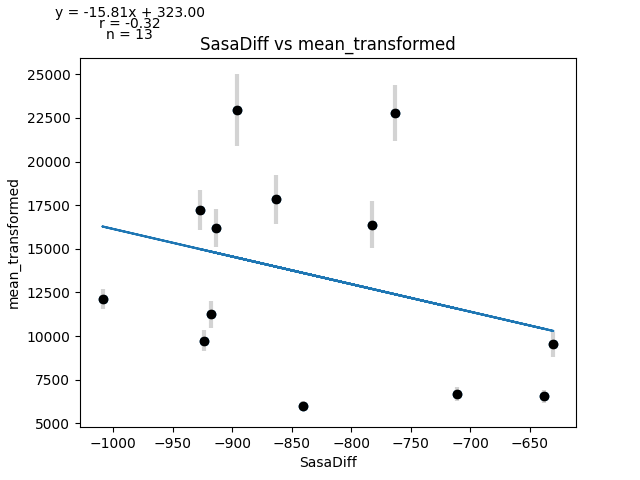 y = -15.81x + 323.00
r = -0.32
n = 13
SasaDiff vs mean_transformed
mean_transformed
25000
22500
20000
17500
15000
12500
10000
7500
5000
−1000
−950
−900
−850
−800
−750
−700
−650
SasaDiff